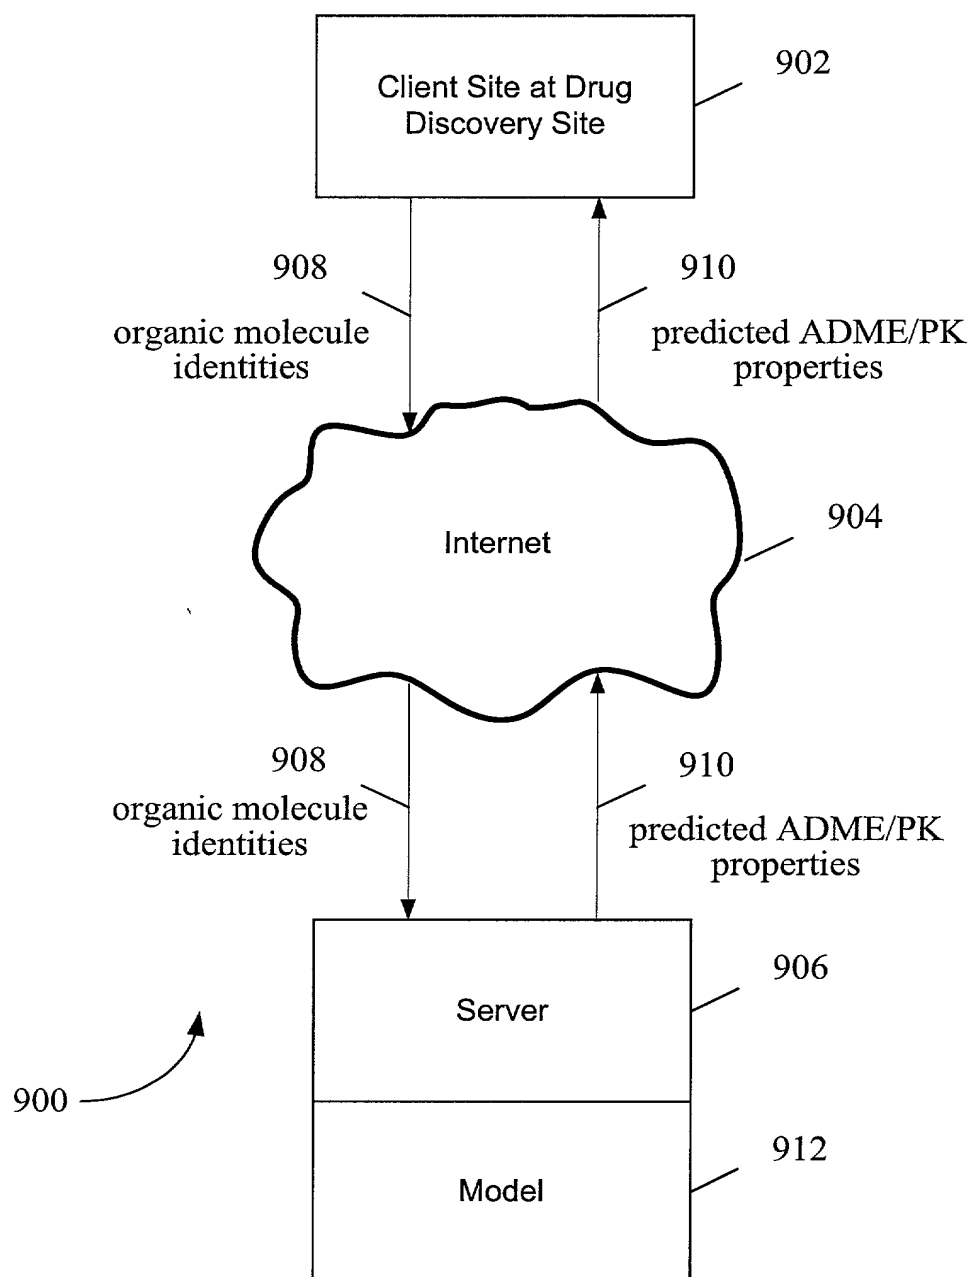 902
Client Site at Drug
Discovery Site
908
910
organic molecule
identities
predicted ADME/PK
properties
904
Internet
908
910
organic molecule
identities
predicted ADME/PK
properties
906
Server
900
912
Model